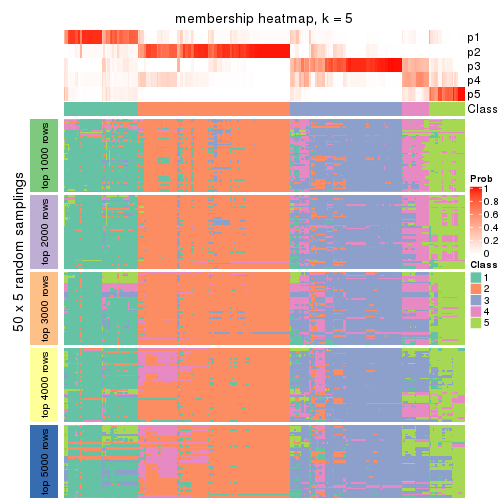 membership heatmap, k = 5
p1
p2
p3
p4
p5
Class
50 x 5 random samplings
top 1000 rows
top 2000 rows
top 3000 rows
top 4000 rows
top 5000 rows
Prob
1
0.8
0.6
0.4
0.2
0
Class
1
2
3
4
5